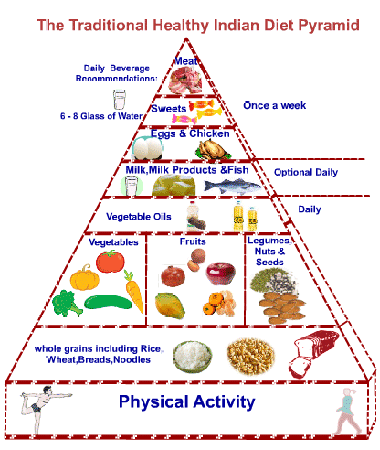 The Traditional Healthy Indian Diet Pyramid
Meat
Daily Beverage
Recommendations:
6 - 8 Glass of Water
Sweets
Once a week
Eggs & Chicken
Milk,Milk Products &Fish
Optional Daily
Vegetable Oils
Daily
Vegetables
Fruits
Legumes,
Nuts &
Seeds
whole grains including Rice,
Wheat,Breads,Noodles
Physical Activity